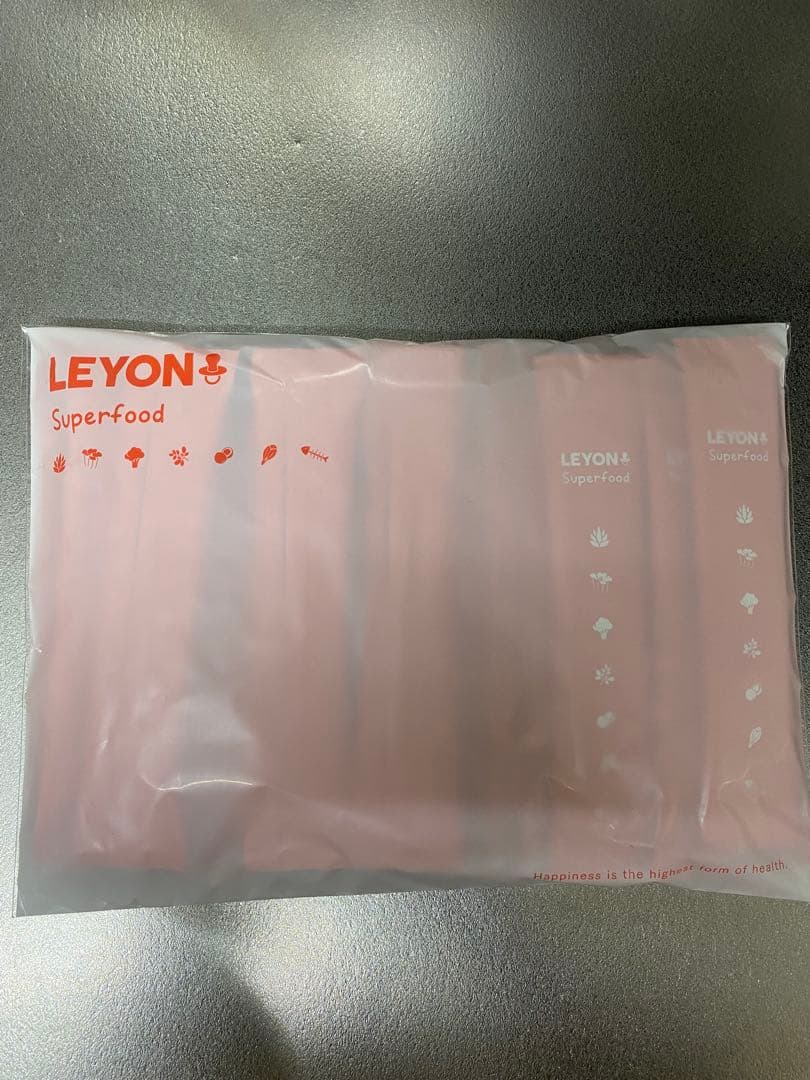 LEYON
Superfood
LEYON
Superfood
LEYON
Superfood
Happiness is the highest form of health.